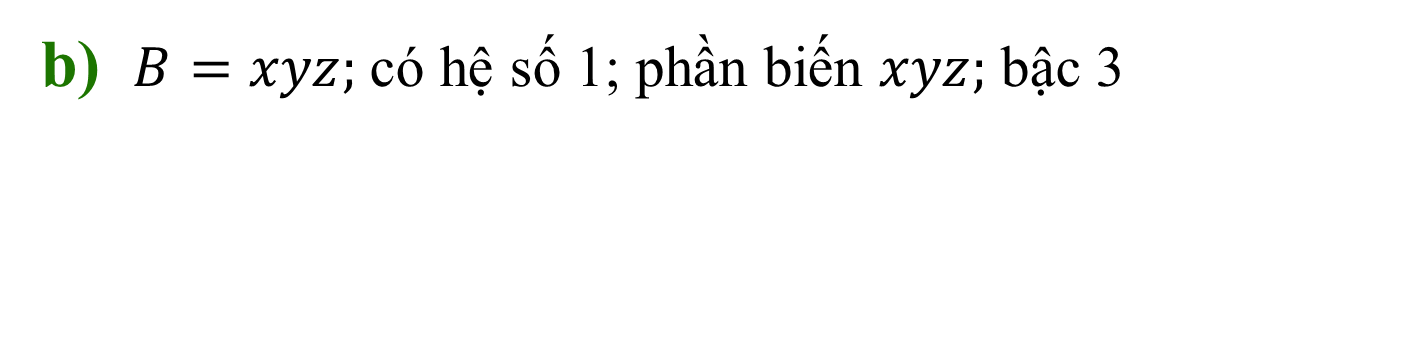 b) B = xyz; có hệ số 1; phần biến xyz; bậc 3